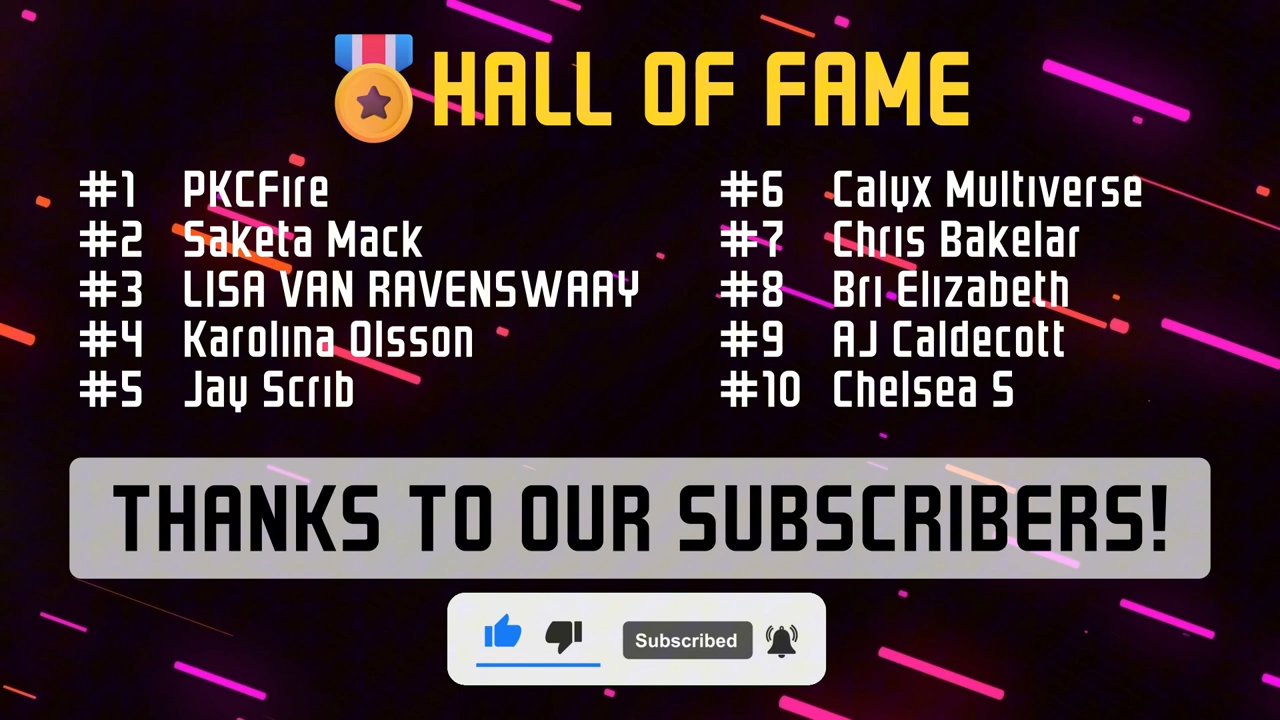 HALL OF FAME
#1 PKCFire
#2 Saketa Mack
#3 LISA VAN RAVENSWAAY
#4 Karolina Olsson
#5 Jay Scrib
#6 Calyx Multiverse
#7 Chris Bakelar
#8 Bri Elizabeth
#9 AJ Caldecott
#10 Chelsea S
THANKS TO OUR SUBSCRIBERS!
Subscribed